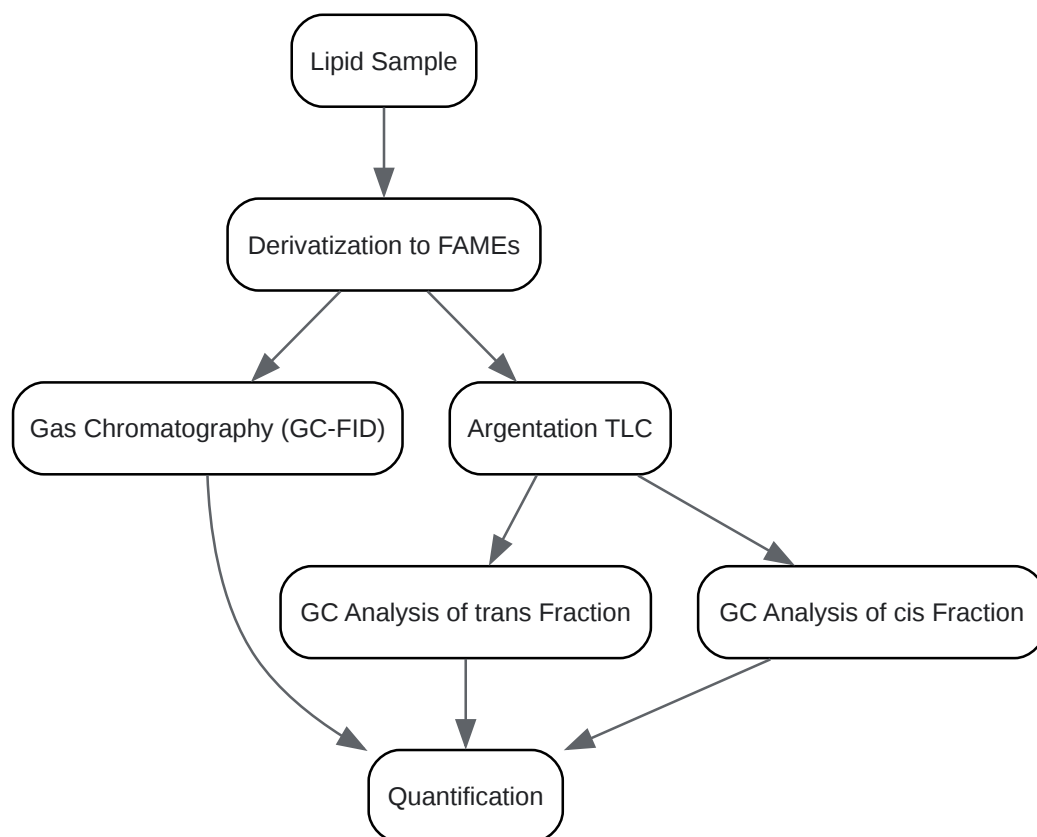 Lipid Sample
Derivatization to FAMEs
Gas Chromatography (GC-FID)
Argentation TLC
GC Analysis of trans Fraction
GC Analysis of cis Fraction
Quantification